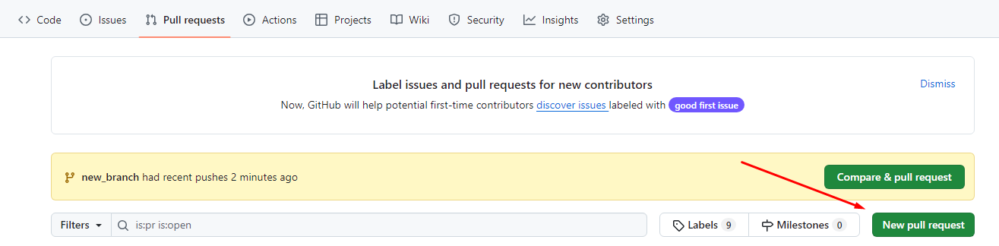 Code Issues Pull requests Actions Projects Wiki Security Insights Settings
Label issues and pull requests for new contributors
Dismiss
Now, GitHub will help potential first-time contributors discover issues labeled with good first issue
new_branch had recent pushes 2 minutes ago
Compare & pull request
Filters is:pr is:open Labels 9 Milestones 0 New pull request